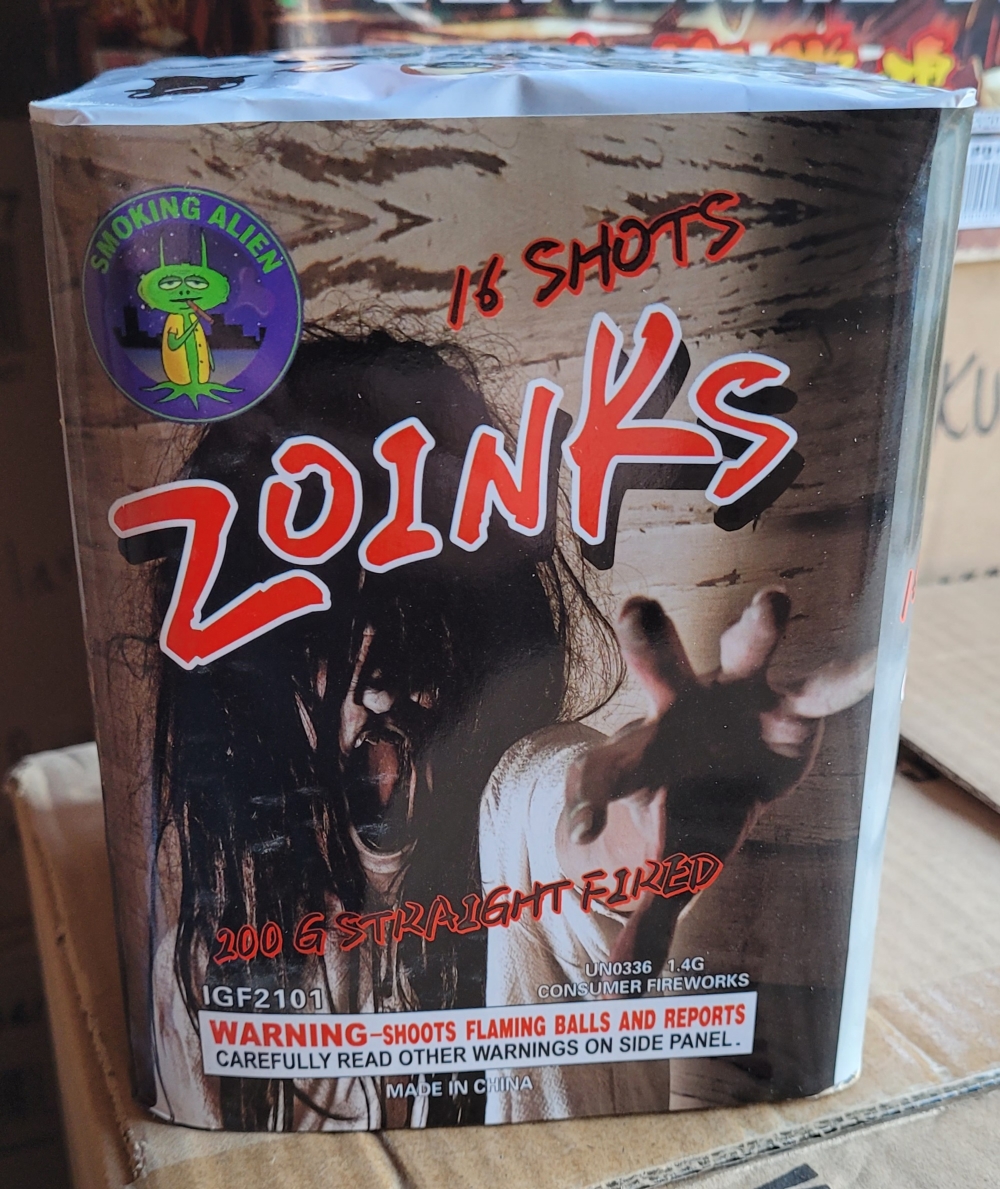 SMOKING ALIEN
16 SHOTS
ZOINKS
200 G STRAIGHT FIRED
IGF2101
UN0336 1.4G
CONSUMER FIREWORKS
WARNING-SHOOTS FLAMING BALLS AND REPORTS
CAREFULLY READ OTHER WARNINGS ON SIDE PANEL.
MADE IN CHINA
KU